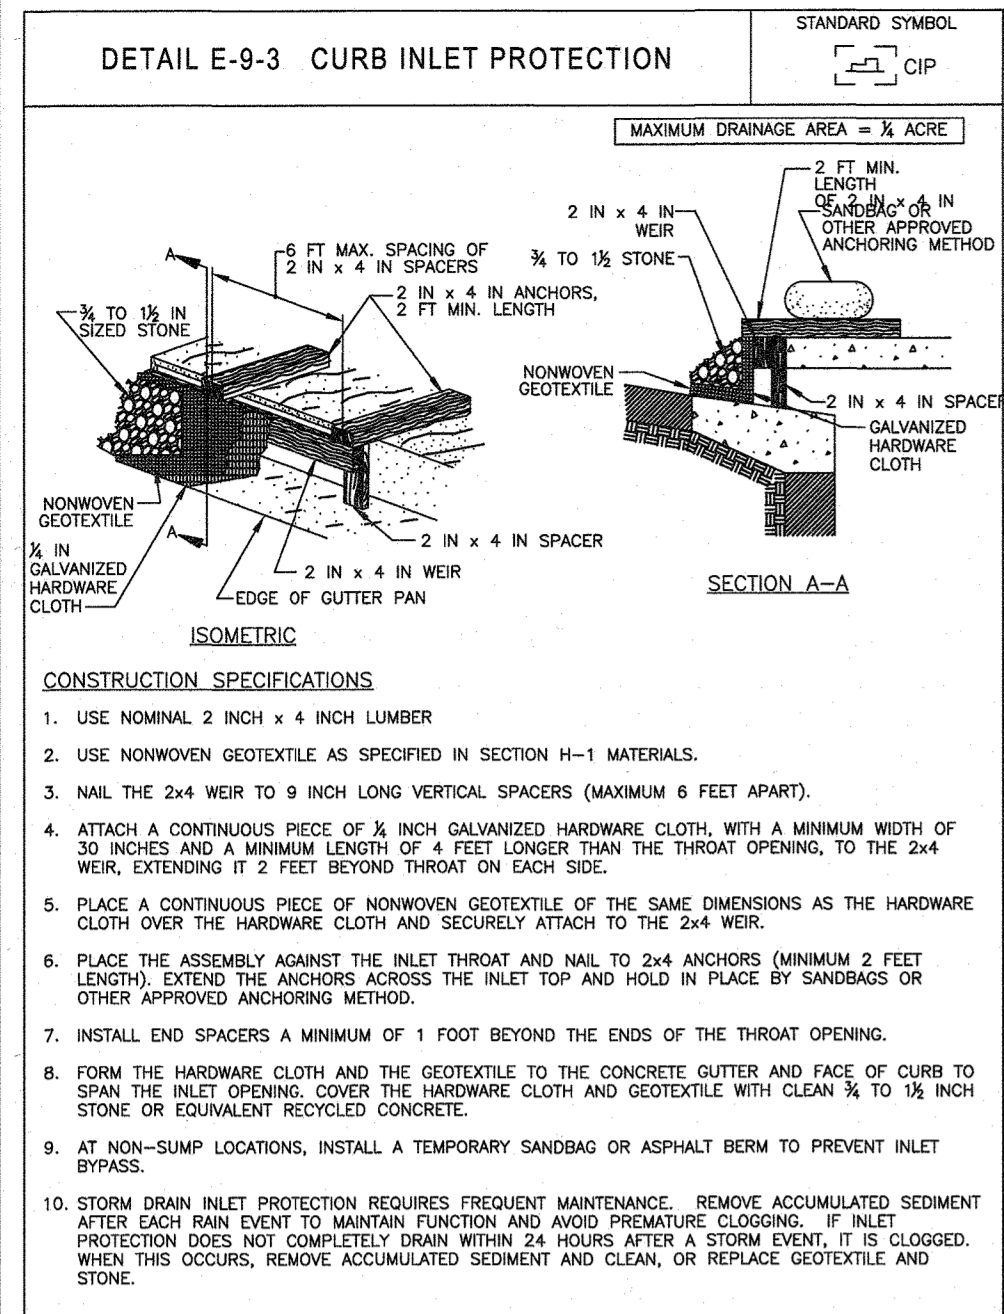 DETAIL E-9-3 CURB INLET PROTECTION
STANDARD SYMBOL
CIP
MAXIMUM DRAINAGE AREA = ¼ ACRE
2 FT MIN.
LENGTH
OF 2 IN x 4 IN
SANDBAG OR
OTHER APPROVED
ANCHORING METHOD
2 IN x 4 IN
WEIR
¾ TO 1½ STONE
NONWOVEN
GEOTEXTILE
2 IN x 4 IN SPACER
GALVANIZED
HARDWARE
CLOTH
SECTION A-A
A
6 FT MAX. SPACING OF
2 IN x 4 IN SPACERS
2 IN x 4 IN ANCHORS,
2 FT MIN. LENGTH
¾ TO 1½ IN
SIZED STONE
NONWOVEN
GEOTEXTILE
A
¼ IN
GALVANIZED
HARDWARE
CLOTH
2 IN x 4 IN SPACER
2 IN x 4 IN WEIR
EDGE OF GUTTER PAN
ISOMETRIC
CONSTRUCTION SPECIFICATIONS
1. USE NOMINAL 2 INCH x 4 INCH LUMBER
2. USE NONWOVEN GEOTEXTILE AS SPECIFIED IN SECTION H-1 MATERIALS.
3. NAIL THE 2x4 WEIR TO 9 INCH LONG VERTICAL SPACERS (MAXIMUM 6 FEET APART).
4. ATTACH A CONTINUOUS PIECE OF ¼ INCH GALVANIZED HARDWARE CLOTH, WITH A MINIMUM WIDTH OF
30 INCHES AND A MINIMUM LENGTH OF 4 FEET LONGER THAN THE THROAT OPENING, TO THE 2x4
WEIR, EXTENDING IT 2 FEET BEYOND THROAT ON EACH SIDE.
5. PLACE A CONTINUOUS PIECE OF NONWOVEN GEOTEXTILE OF THE SAME DIMENSIONS AS THE HARDWARE
CLOTH OVER THE HARDWARE CLOTH AND SECURELY ATTACH TO THE 2x4 WEIR.
6. PLACE THE ASSEMBLY AGAINST THE INLET THROAT AND NAIL TO 2x4 ANCHORS (MINIMUM 2 FEET
LENGTH). EXTEND THE ANCHORS ACROSS THE INLET TOP AND HOLD IN PLACE BY SANDBAGS OR
OTHER APPROVED ANCHORING METHOD.
7. INSTALL END SPACERS A MINIMUM OF 1 FOOT BEYOND THE ENDS OF THE THROAT OPENING.
8. FORM THE HARDWARE CLOTH AND THE GEOTEXTILE TO THE CONCRETE GUTTER AND FACE OF CURB TO
SPAN THE INLET OPENING. COVER THE HARDWARE CLOTH AND GEOTEXTILE WITH CLEAN ¾ TO 1½ INCH
STONE OR EQUIVALENT RECYCLED CONCRETE.
9. AT NON-SUMP LOCATIONS, INSTALL A TEMPORARY SANDBAG OR ASPHALT BERM TO PREVENT INLET
BYPASS.
10. STORM DRAIN INLET PROTECTION REQUIRES FREQUENT MAINTENANCE. REMOVE ACCUMULATED SEDIMENT
AFTER EACH RAIN EVENT TO MAINTAIN FUNCTION AND AVOID PREMATURE CLOGGING. IF INLET
PROTECTION DOES NOT COMPLETELY DRAIN WITHIN 24 HOURS AFTER A STORM EVENT, IT IS CLOGGED.
WHEN THIS OCCURS, REMOVE ACCUMULATED SEDIMENT AND CLEAN, OR REPLACE GEOTEXTILE AND
STONE.